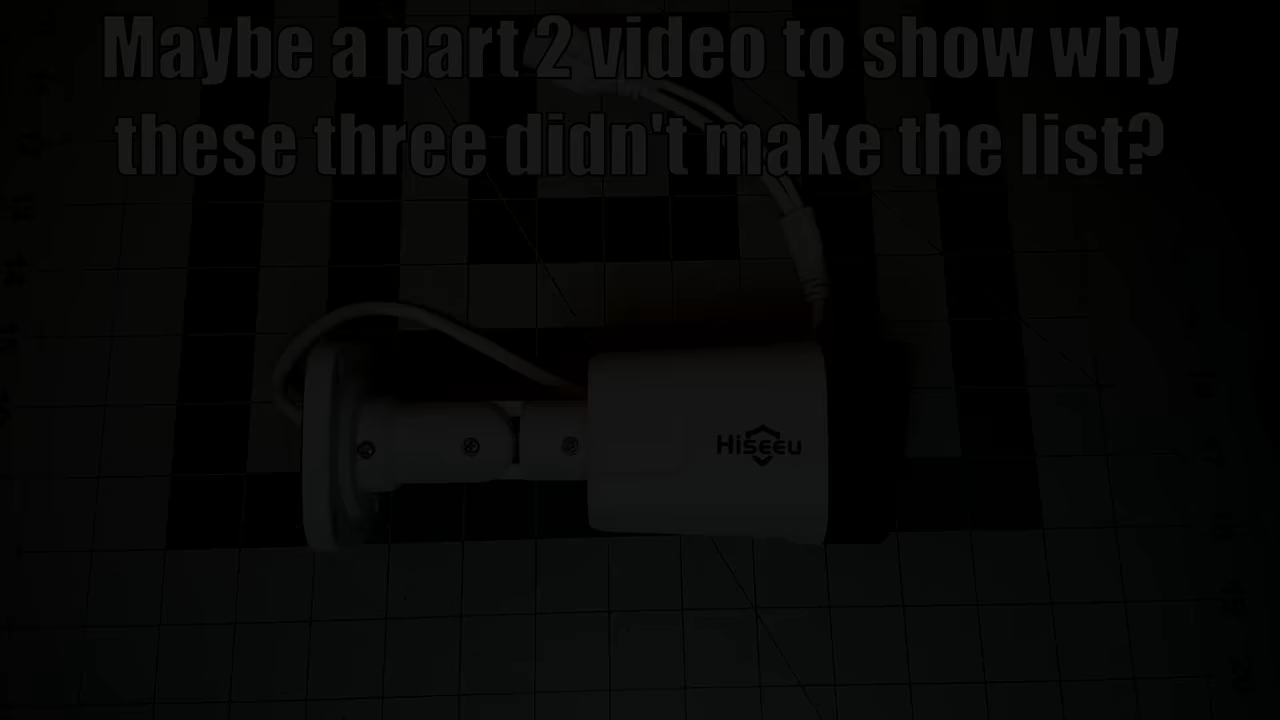 Maybe a part 2 video to show why
these three didn't make the list?
Hiseeu